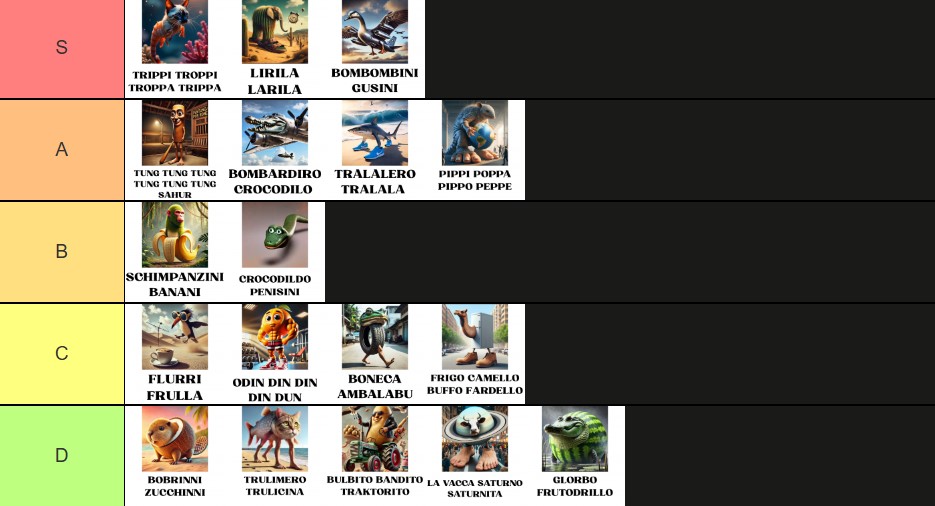 S
TRIPPI TROPPI
TROPPA TRIPPA
LIRILA
LARILA
BOMBOMBINI
GUSINI
A
TUNG TUNG TUNG
TUNG TUNG TUNG
SAHUR
BOMBARDIRO
CROCODILO
TRALALERO
TRALALA
PIPPI POPPA
PIPPO PEPPE
B
SCHIMPANZINI
BANANI
CROCODILDO
PENISINI
C
FLURRI
FRULLA
ODIN DIN DIN
DIN DUN
BONECA
AMBALABU
FRIGO CAMELLO
BUFFO FARDELLO
D
BOBRINNI
ZUCCHINNI
TRULIMERO
TRULICINA
BULBITO BANDITO
TRAKTORITO
LA VACCA SATURNO
SATURNITA
GLORBO
FRUTODRILLO